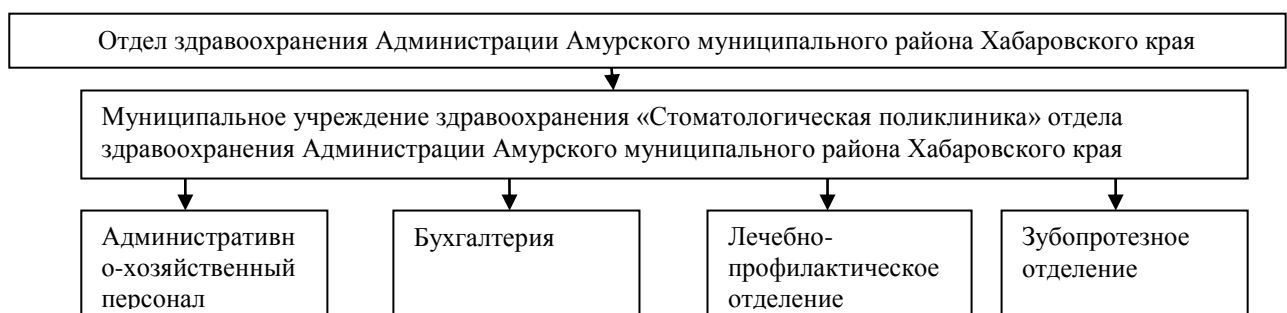 Отдел здравоохранения Администрации Амурского муниципального района Хабаровского края
Муниципальное учреждение здравоохранения «Стоматологическая поликлиника» отдела
здравоохранения Администрации Амурского муниципального района Хабаровского края
Административн
о-хозяйственный
персонал
Бухгалтерия
Лечебно-
профилактическое
отделение
Зубопротезное
отделение